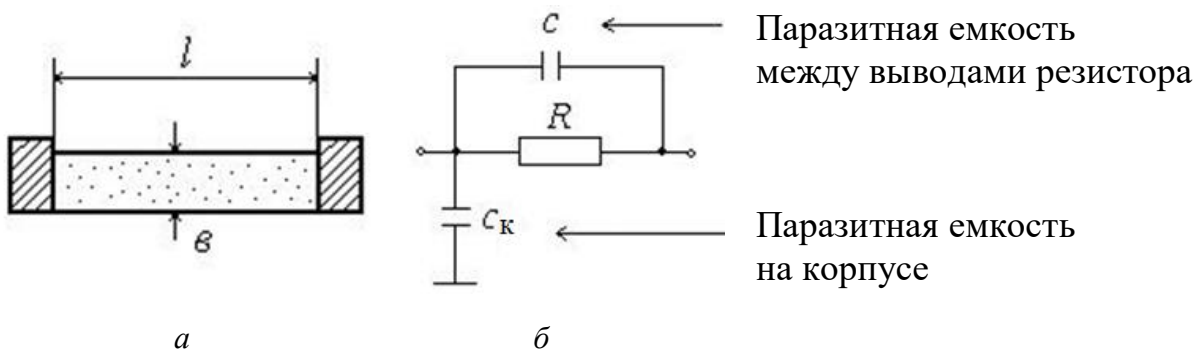 l
в
а
C
R
Cк
б
Паразитная емкость
между выводами резистора
Паразитная емкость
на корпусе